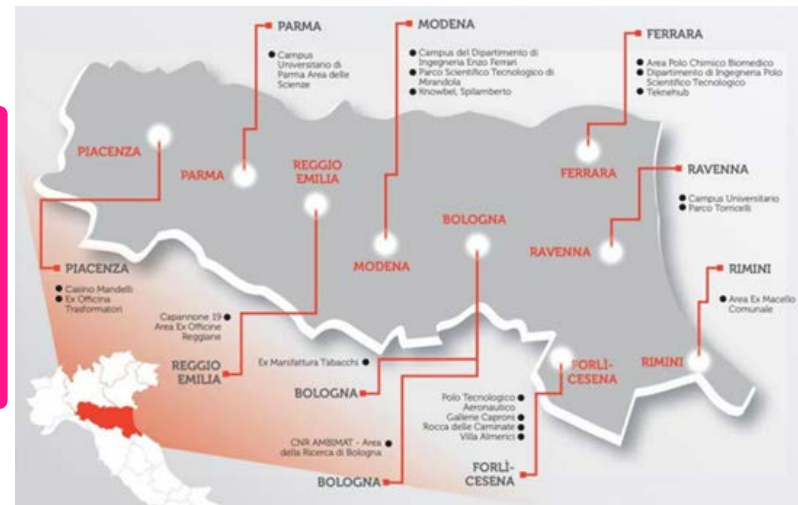 PARMA
● Campus
Universitano di
Parma Area delle
Scienze
MODENA
● Campus del Dipartimento di
Ingegneria Enzo Ferrari
● Parco Scientifico Tecnologico di
Mirandola
● Knowbel, Spilamberto
FERRARA
● Area Polo Chimico Biomedico
● Dipartimento di Ingegneria Polo
Scientifico Tecnologico
● Teknehub
PIACENZA
PARMA
REGGIO
EMILIA
MODENA
BOLOGNA
FERRARA
RAVENNA
FORLÌ-
CESENA
RIMINI
RAVENNA
● Campus Universitario
● Parco Torricelli
PIACENZA
● Casino Mandelli
● Ex Officina
Trasformatori
RIMINI
● Area Ex Macello
Comunale
Capannone 19 ●
Area Ex Officine
Reggiane
REGGIO
EMILIA
Ex Manifattura Tabacchi ●
BOLOGNA
Polo Tecnologico ●
Aeronautico
Gallerie Caproni ●
Rocca delle Caminate ●
Villa Almerici ●
FORLÌ-
CESENA
CNR AMBIMAT - Area ●
della Ricerca di Bologna
BOLOGNA